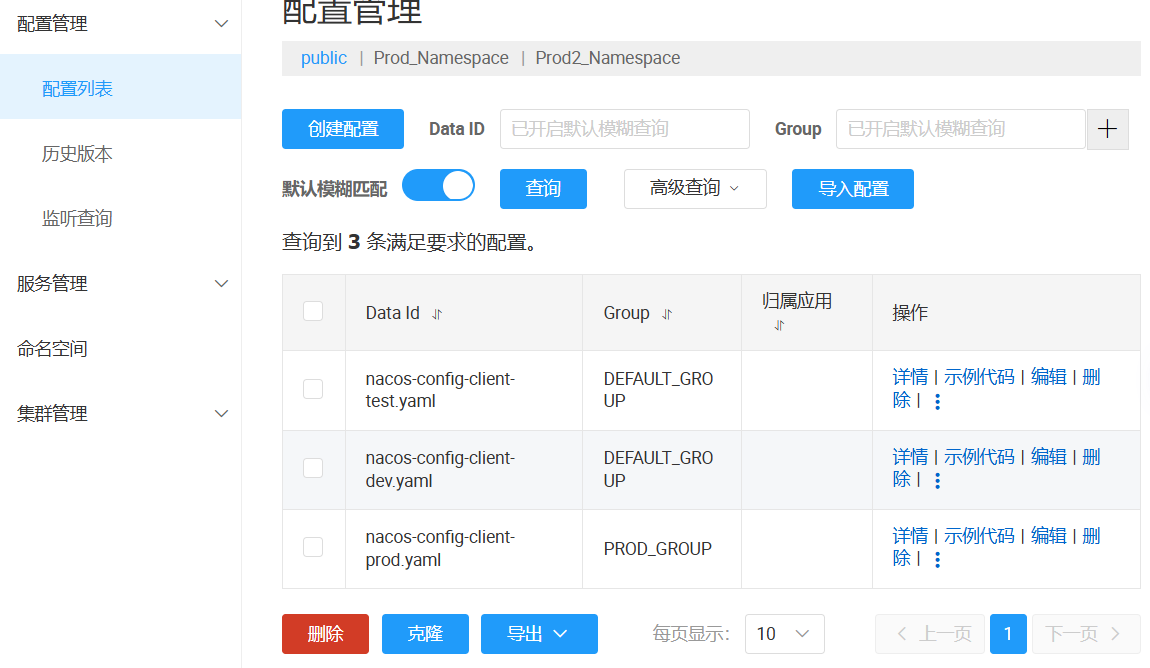 配置管理
配置列表
历史版本
监听查询
服务管理
命名空间
集群管理
配置管理
public | Prod_Namespace | Prod2_Namespace
创建配置 Data ID 已开启默认模糊查询 Group 已开启默认模糊查询
默认模糊匹配 查询 高级查询 导入配置
查询到 3 条满足要求的配置。
Data Id Group 归属应用 操作
nacos-config-client-
test.yaml
DEFAULT_GRO
UP
详情 | 示例代码 | 编辑 | 删
除 |
nacos-config-client-
dev.yaml
DEFAULT_GRO
UP
详情 | 示例代码 | 编辑 | 删
除 |
nacos-config-client-
prod.yaml
PROD_GROUP
详情 | 示例代码 | 编辑 | 删
除 |
删除 克隆 导出 每页显示: 10 上一页 1 下一页